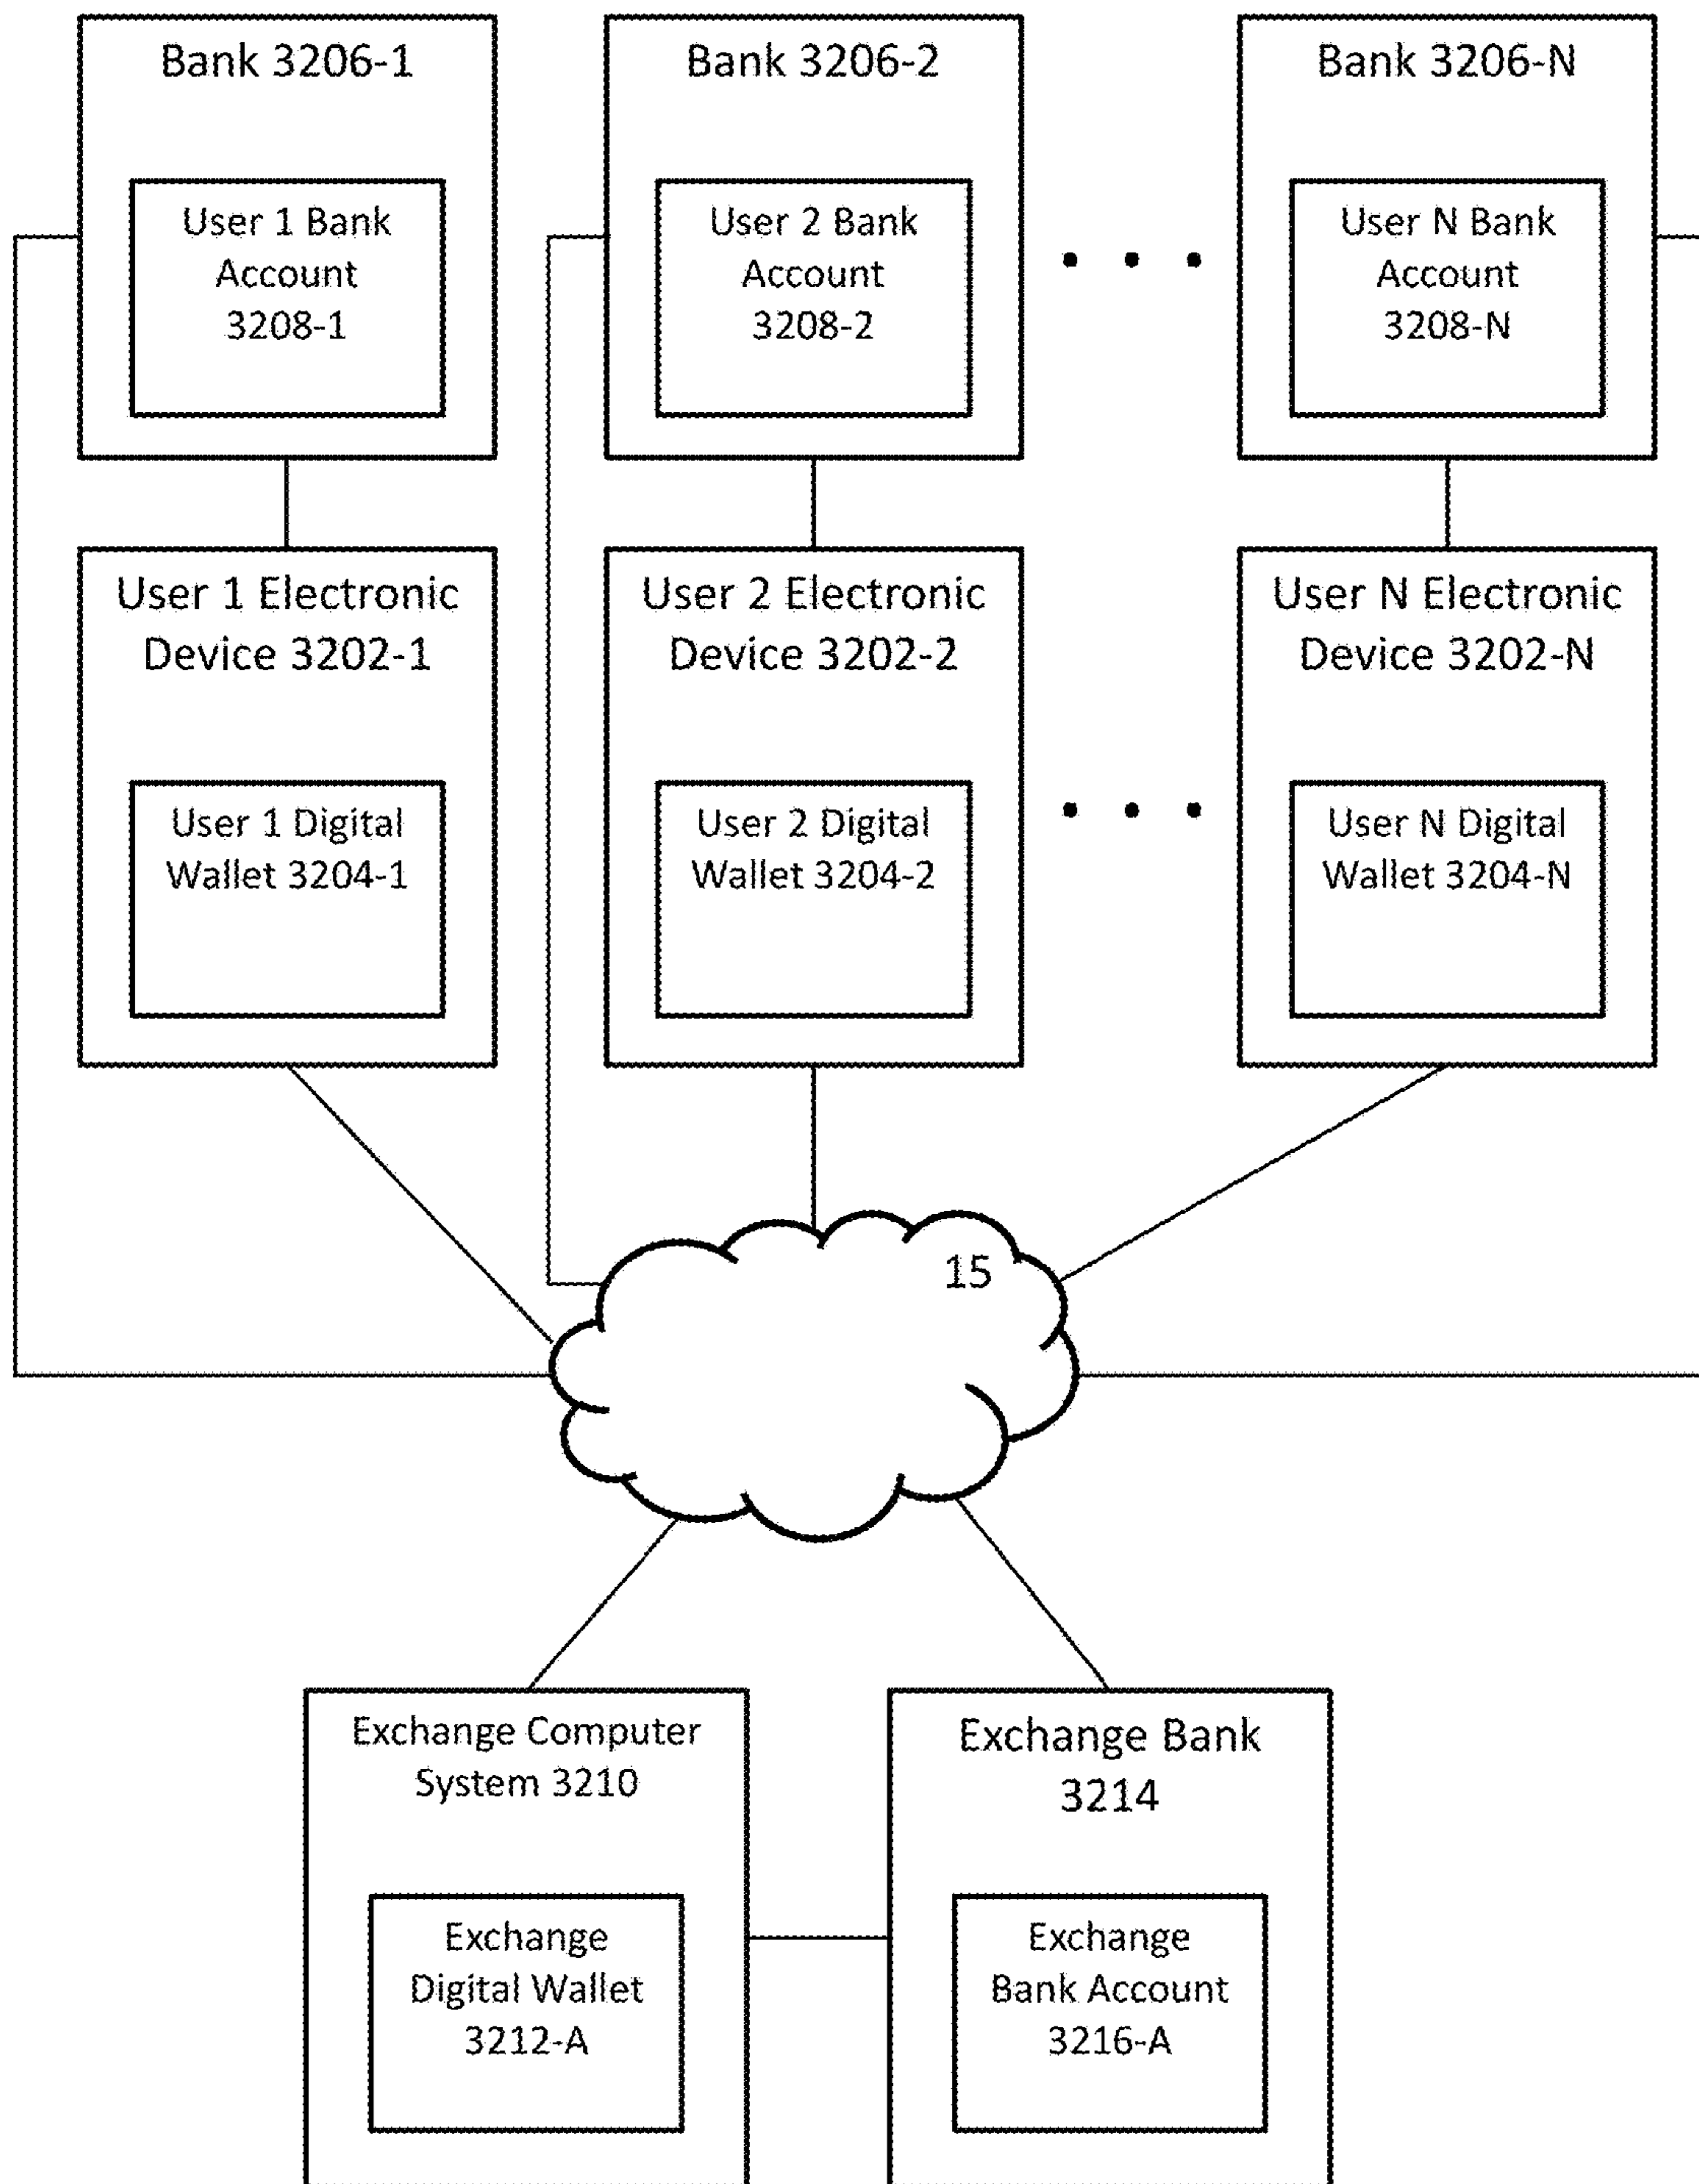 Bank 3206-1
User 1 Bank
Account
3208-1
Bank 3206-2
User 2 Bank
Account
3208-2
Bank 3206-N
User N Bank
Account
3208-N
User 1 Electronic
Device 3202-1
User 1 Digital
Wallet 3204-1
User 2 Electronic
Device 3202-2
User 2 Digital
Wallet 3204-2
User N Electronic
Device 3202-N
User N Digital
Wallet 3204-N
15
Exchange Computer
System 3210
Exchange
Digital Wallet
3212-A
Exchange Bank
3214
Exchange
Bank Account
3216-A